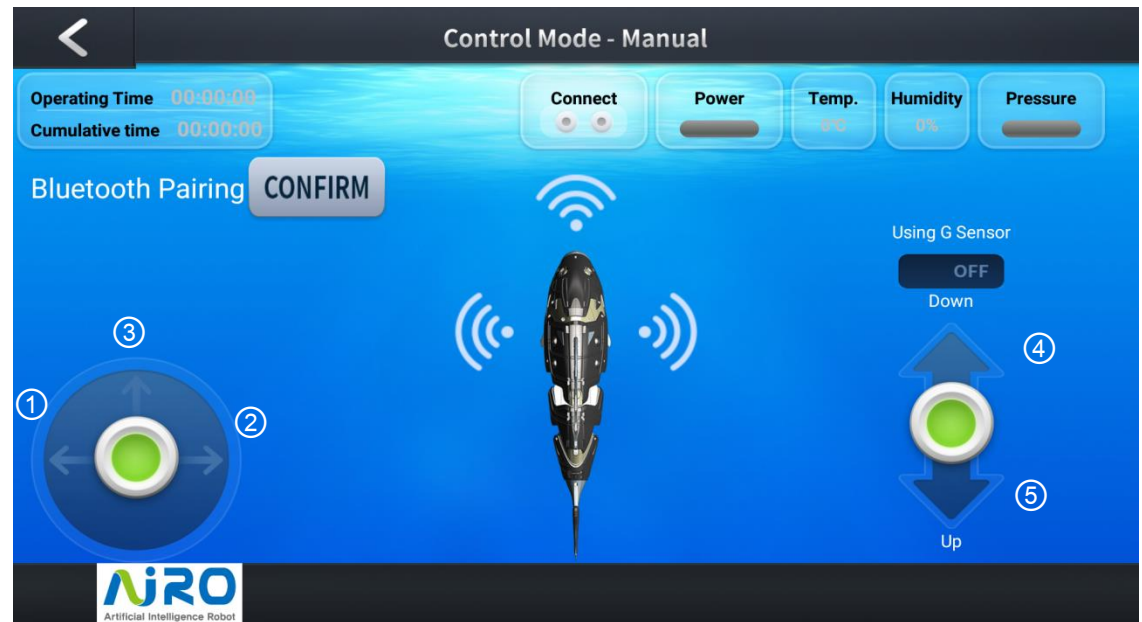 Control Mode - Manual
Operating Time 00:00:00
Cumulative time 00:00:00
Connect
Power
Temp.
0℃
Humidity
0%
Pressure
Bluetooth Pairing CONFIRM
Using G Sensor
OFF
Down
③
④
①
②
⑤
Up
AiRO
Artificial Intelligence Robot